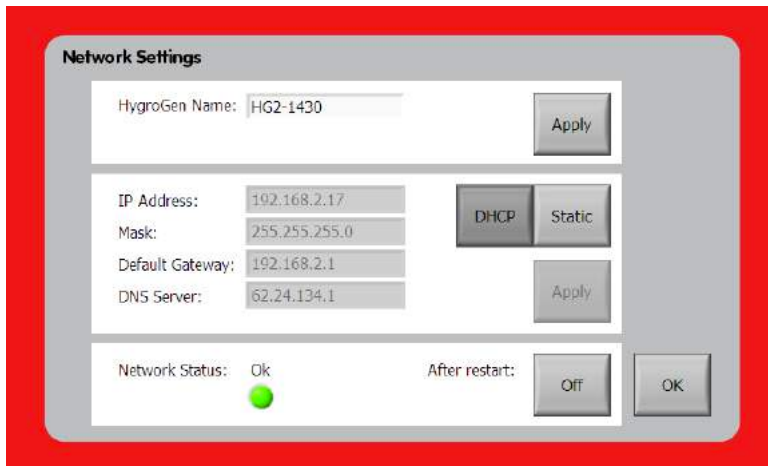 Network Settings
HygroGen Name: HG2-1430
Apply
IP Address: 192.168.2.17
DHCP Static
Mask: 255.255.255.0
Default Gateway: 192.168.2.1
DNS Server: 62.24.134.1
Apply
Network Status: Ok
After restart: Off
OK